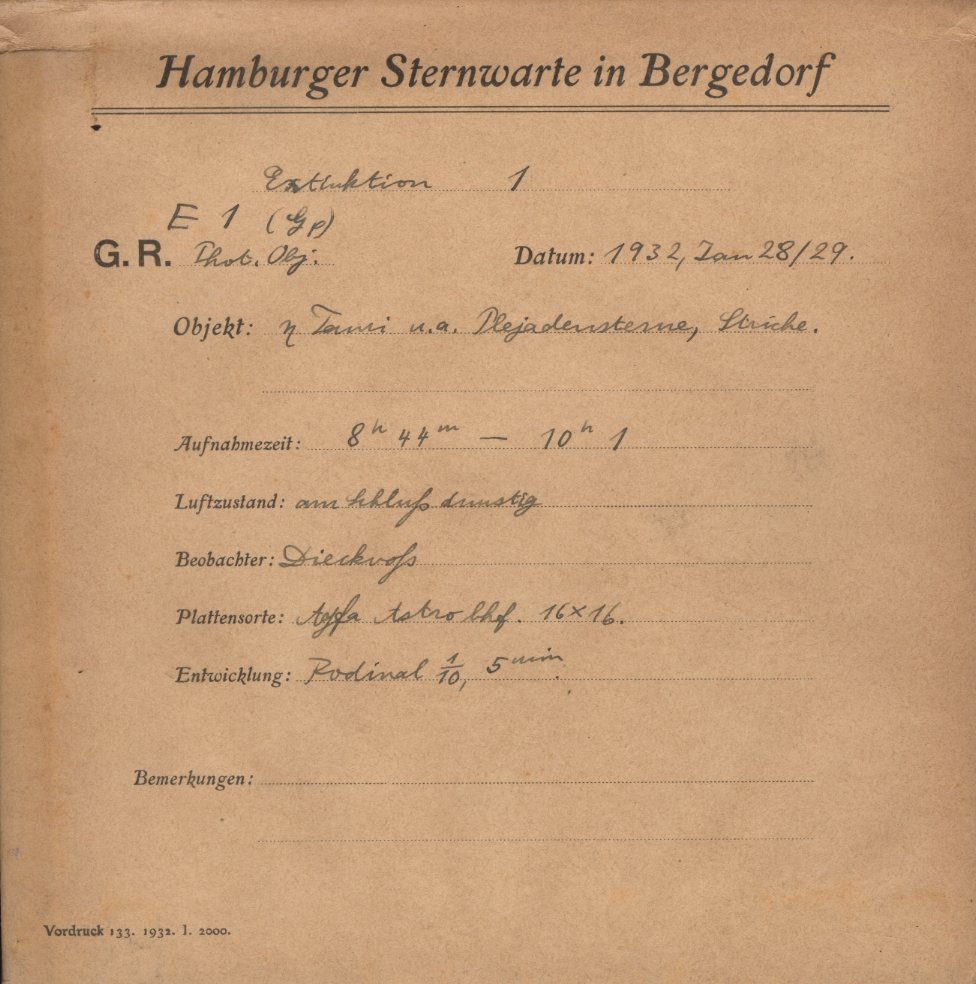 Hamburger Sternwarte in Bergedorf
Extinktion 1
E 1 (Gp)
G. R. Phot. Obj. Datum: 1932, Jan 28/29.
Objekt: η Tauri u.a. Plejadensterne, Striche.
Aufnahmezeit: 8ʰ 44ᵐ — 10ʰ 1
Luftzustand: am Schluß dunstig
Beobachter: Dieckvoß
Plattensorte: Agfa Astro 16×16.
Entwicklung: Rodinal 1/10, 5 min.
Bemerkungen:
Vordruck 133. 1932. I. 2000.